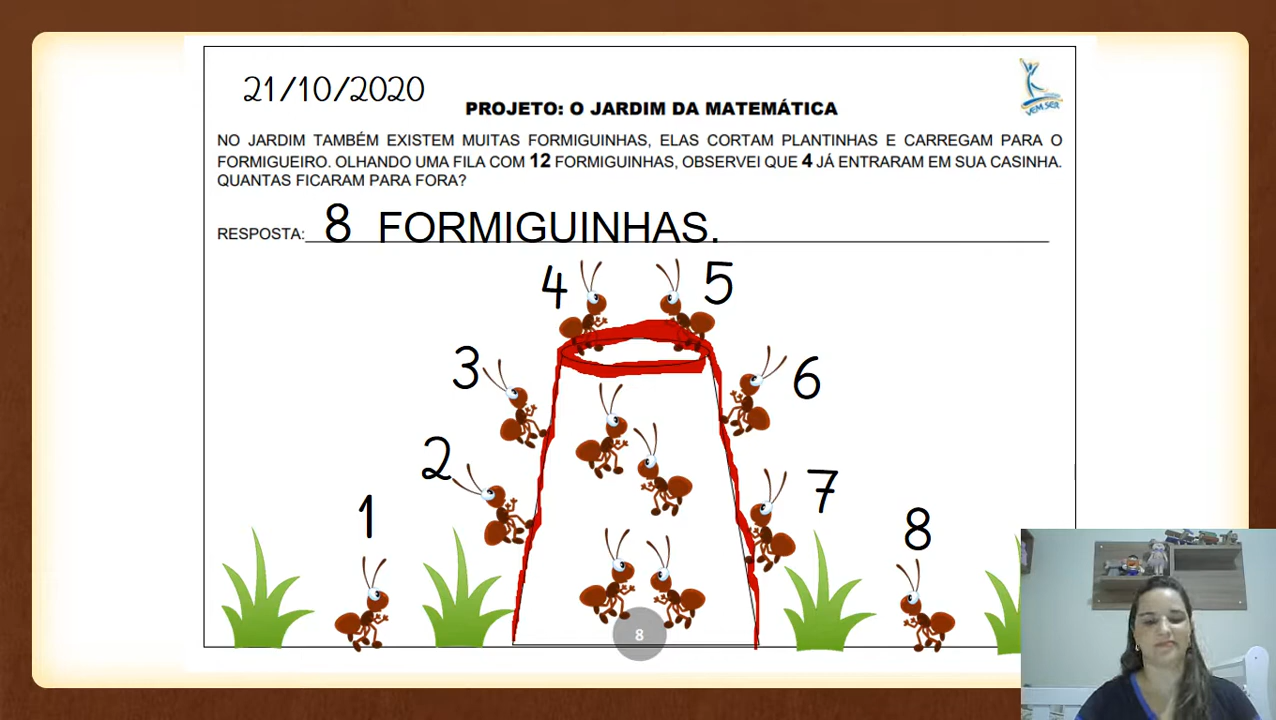 21/10/2020
PROJETO: O JARDIM DA MATEMÁTICA
VEM SER
NO JARDIM TAMBÉM EXISTEM MUITAS FORMIGUINHAS, ELAS CORTAM PLANTINHAS E CARREGAM PARA O
FORMIGUEIRO. OLHANDO UMA FILA COM 12 FORMIGUINHAS, OBSERVEI QUE 4 JÁ ENTRARAM EM SUA CASINHA.
QUANTAS FICARAM PARA FORA?
RESPOSTA: 8 FORMIGUINHAS.
4 5
3 6
2 7
1 8
8